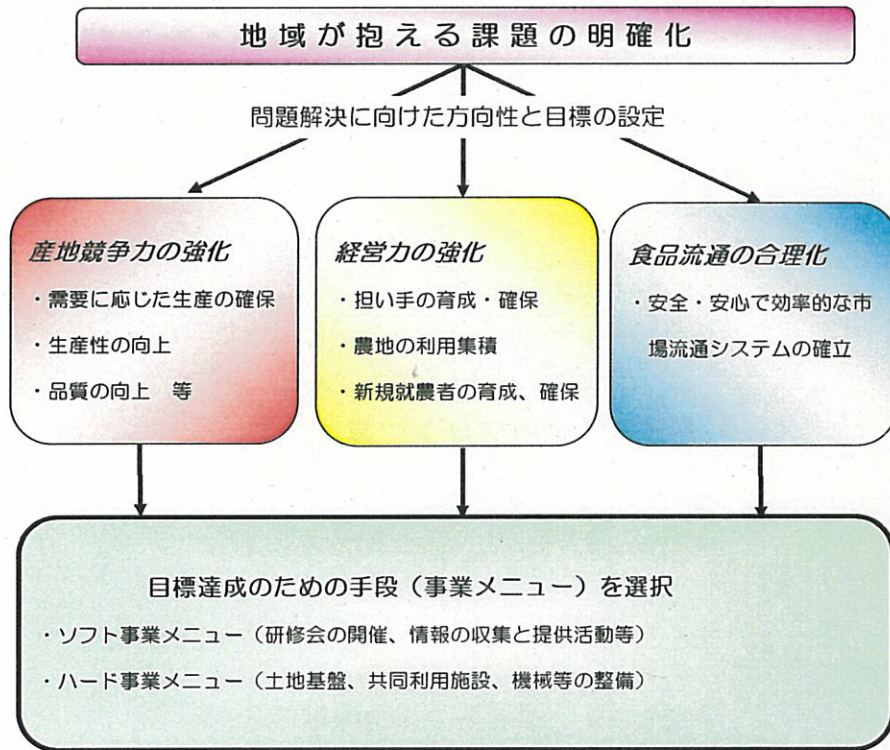 地域が抱える課題の明確化
問題解決に向けた方向性と目標の設定
産地競争力の強化
・需要に応じた生産の確保
・生産性の向上
・品質の向上　等
経営力の強化
・担い手の育成・確保
・農地の利用集積
・新規就農者の育成、確保
食品流通の合理化
・安全・安心で効率的な市
場流通システムの確立
目標達成のための手段（事業メニュー）を選択
・ソフト事業メニュー（研修会の開催、情報の収集と提供活動等）
・ハード事業メニュー（土地基盤、共同利用施設、機械等の整備）